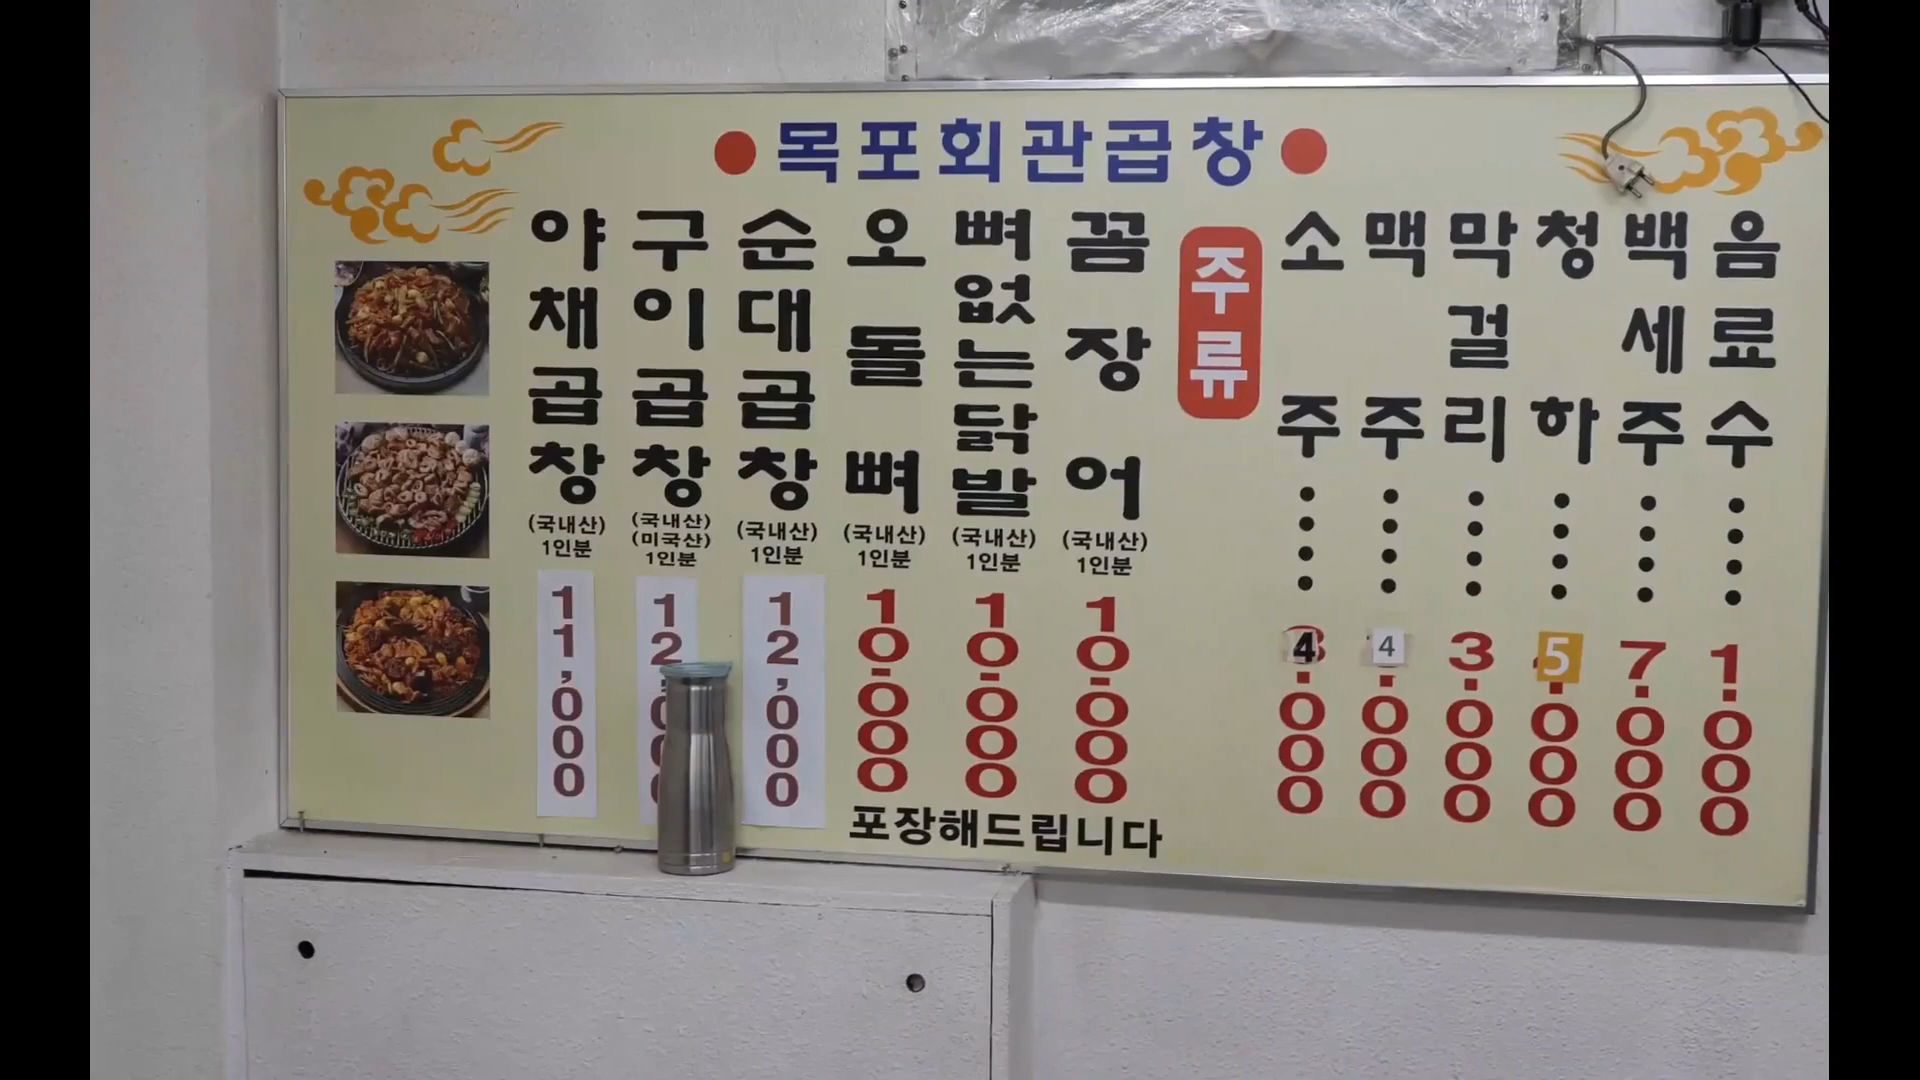 목포회관곱창
야채곱창
(국내산)
1인분
11,000
구이곱창
(국내산)
(미국산)
1인분
순대곱창
(국내산)
1인분
12,000
오돌뼈
(국내산)
1인분
10.000
뼈없는닭발
(국내산)
1인분
10.000
꼼장어
(국내산)
1인분
10.000
포장해드립니다
주류
소주
4.000
맥주
4.000
막걸리
3.000
청하
5.000
백세주
7.000
음료수
1.000